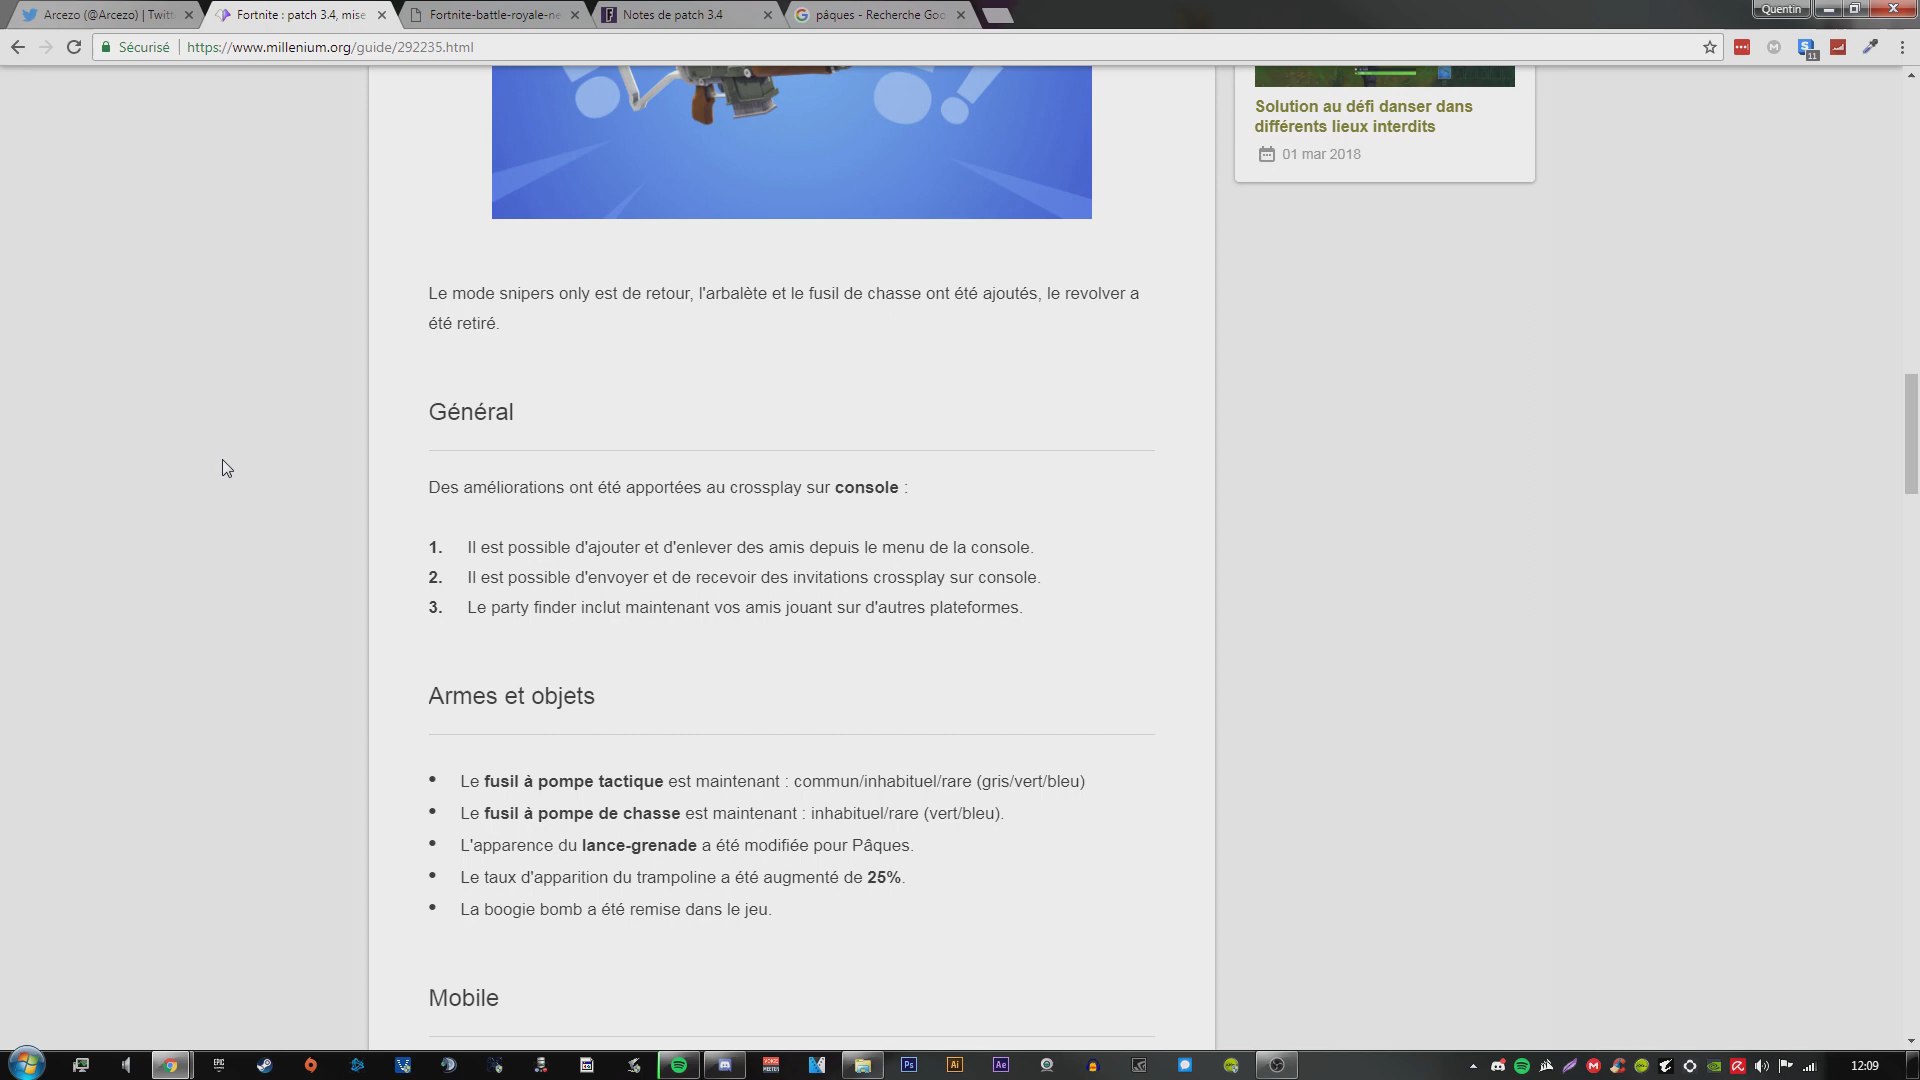 Arcezo (@Arcezo) | Twitt
Fortnite : patch 3.4, mise
Fortnite-battle-royale-ne
Notes de patch 3.4
pâques - Recherche Goo
Quentin
Sécurisé
https://www.millenium.org/guide/292235.html
11
Solution au défi danser dans
différents lieux interdits
01 mar 2018
Le mode snipers only est de retour, l'arbalète et le fusil de chasse ont été ajoutés, le revolver a
été retiré.
Général
Des améliorations ont été apportées au crossplay sur console :
1. Il est possible d'ajouter et d'enlever des amis depuis le menu de la console.
2. Il est possible d'envoyer et de recevoir des invitations crossplay sur console.
3. Le party finder inclut maintenant vos amis jouant sur d'autres plateformes.
Armes et objets
• Le fusil à pompe tactique est maintenant : commun/inhabituel/rare (gris/vert/bleu)
• Le fusil à pompe de chasse est maintenant : inhabituel/rare (vert/bleu).
• L'apparence du lance-grenade a été modifiée pour Pâques.
• Le taux d'apparition du trampoline a été augmenté de 25%.
• La boogie bomb a été remise dans le jeu.
Mobile
EPIC
Ps
Ai
Ae
12:09